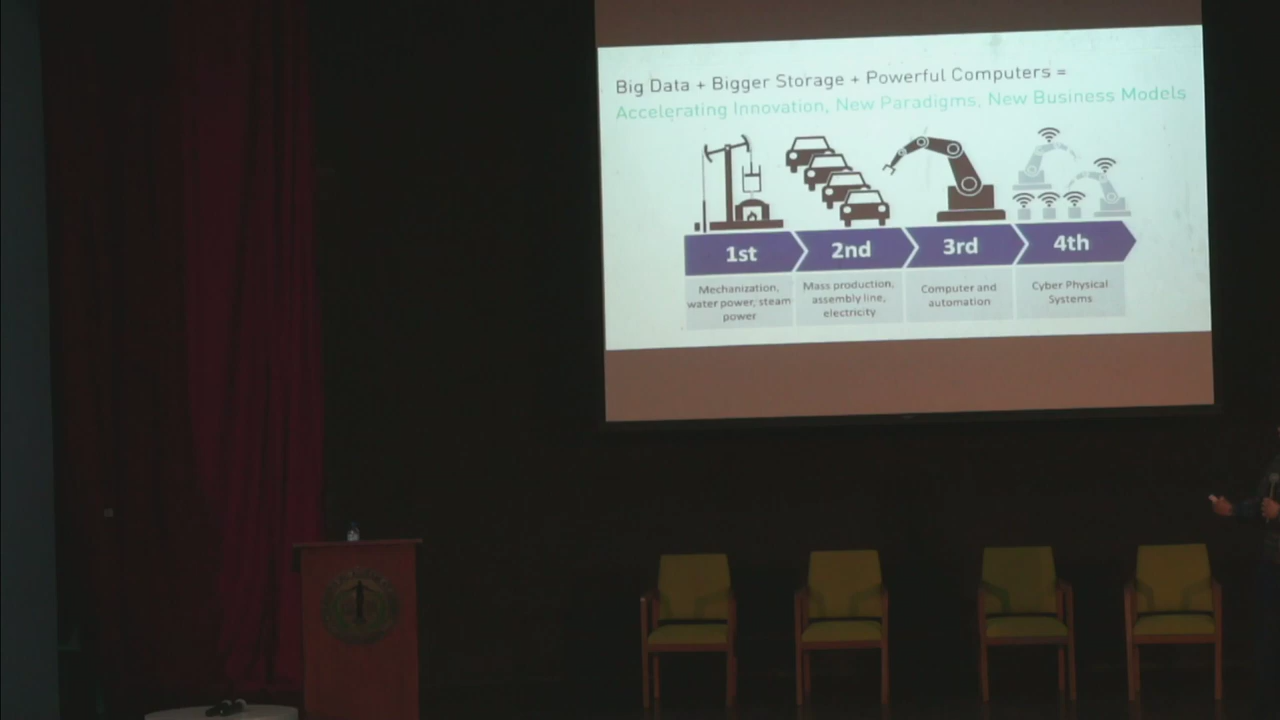 Big Data + Bigger Storage + Powerful Computers =
Accelerating Innovation, New Paradigms, New Business Models
1st
2nd
3rd
4th
Mechanization,
water power, steam
power
Mass production,
assembly line,
electricity
Computer and
automation
Cyber Physical
Systems